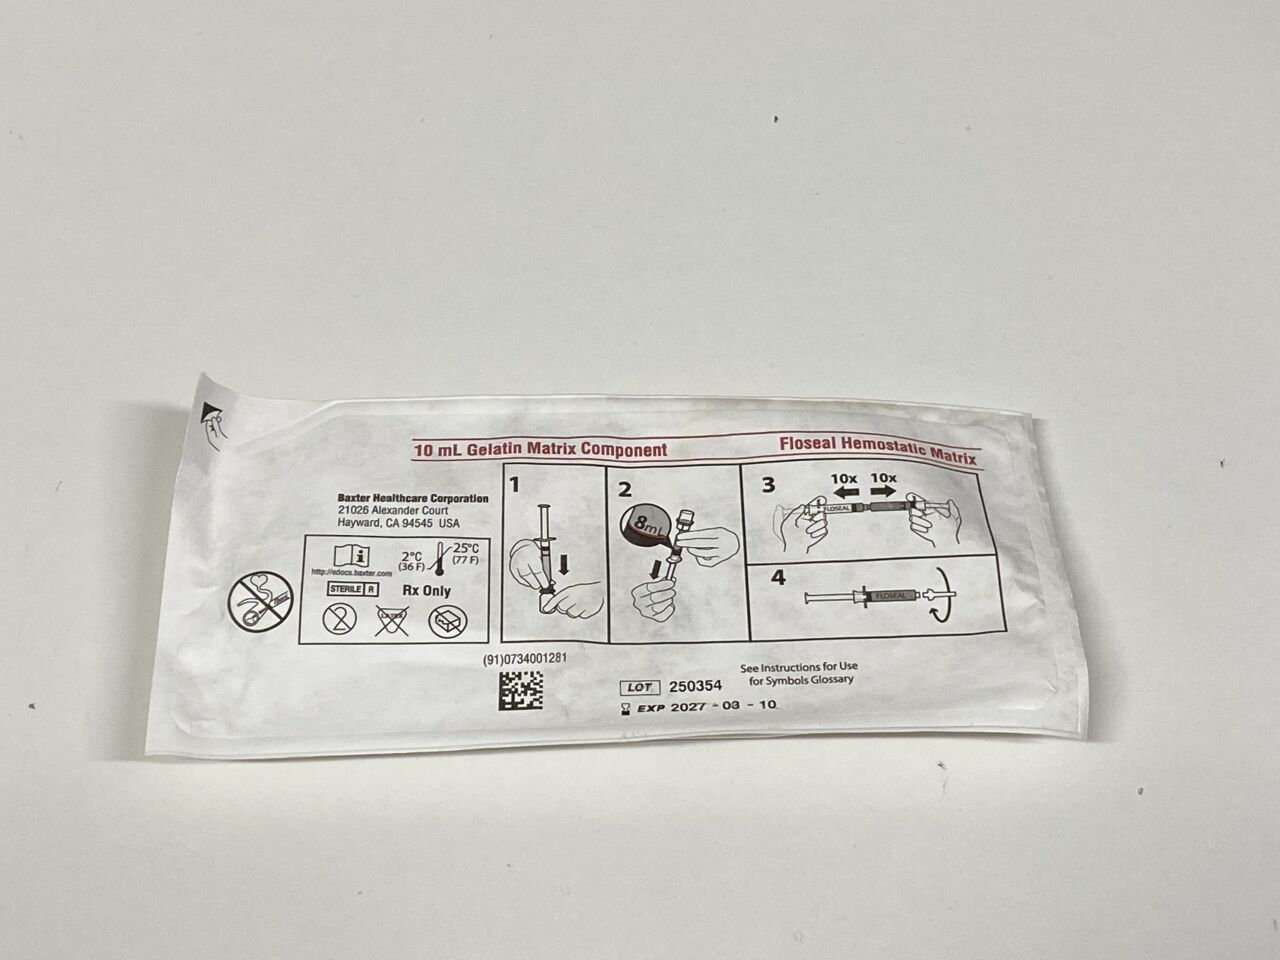 10 mL Gelatin Matrix Component
Floseal Hemostatic Matrix
Baxter Healthcare Corporation
21026 Alexander Court
Hayward, CA 94545 USA
http://edocs.baxter.com
2°C
(36 F)
25°C
(77 F)
STERILE R
Rx Only
2
LATEX
1
2
8mL
3
10x 10x
FLOSEAL
4
FLOSEAL
(91)0734001281
LOT 250354
EXP 2027 - 03 - 10
See Instructions for Use
for Symbols Glossary